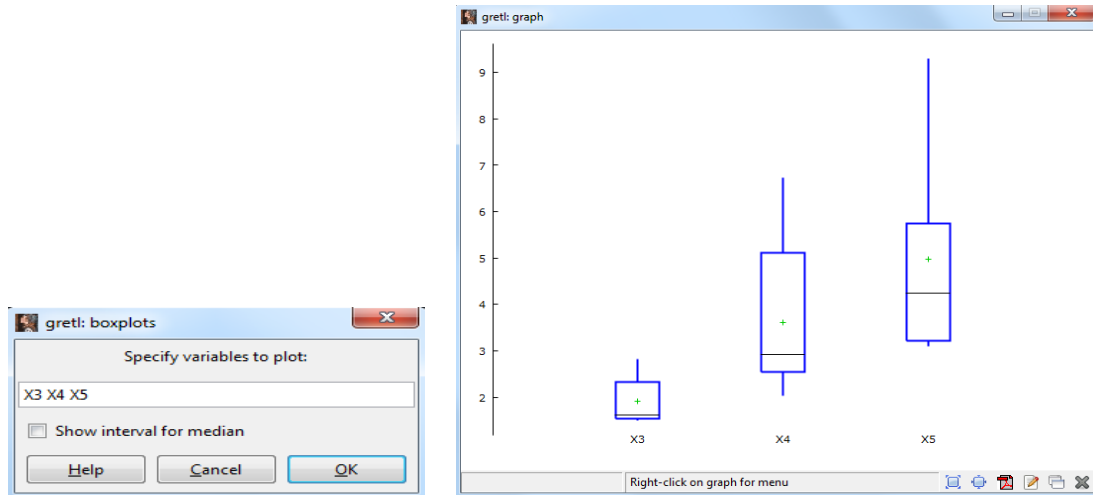 gretl: boxplots
Specify variables to plot:
X3 X4 X5
Show interval for median
Help Cancel OK
gretl: graph
9
8
7
6
5
4
3
2
X3 X4 X5
Right-click on graph for menu